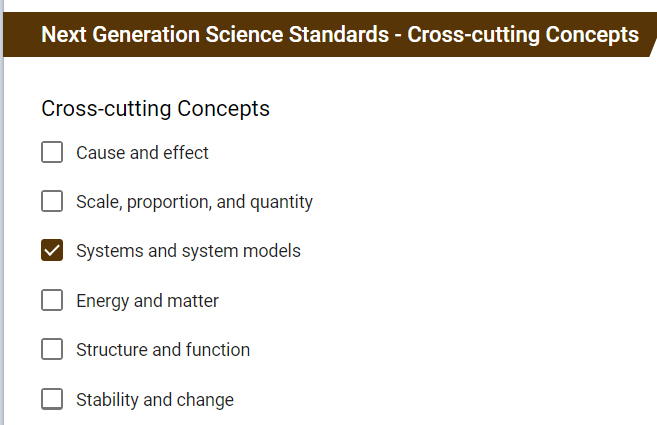 Next Generation Science Standards - Cross-cutting Concepts
Cross-cutting Concepts
Cause and effect
Scale, proportion, and quantity
Systems and system models
Energy and matter
Structure and function
Stability and change